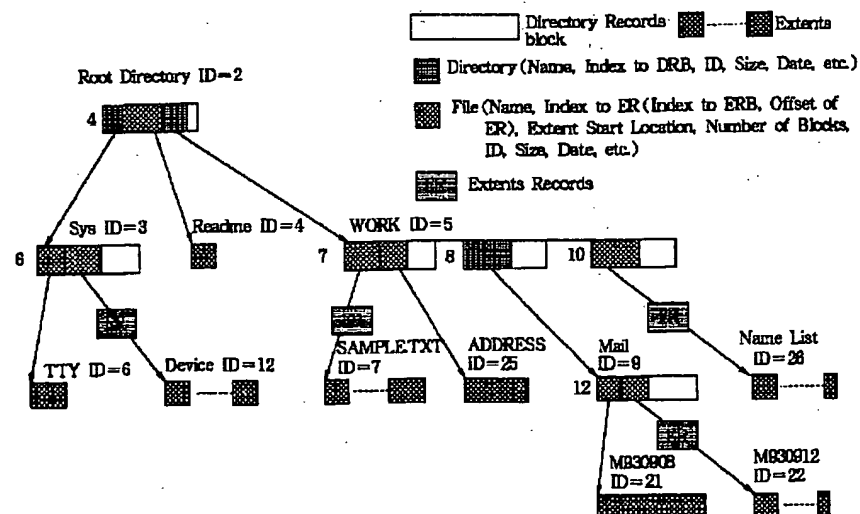 Directory Records
block
Extents
Directory (Name, Index to DRB, ID, Size, Date, etc.)
File (Name, Index to ER (Index to ERB, Offset of
ER), Extent Start Location, Number of Blocks,
ID, Size, Date, etc.)
Extents Records
Root Directory ID=2
4
Sys ID=3
Readme ID=4
WORK ID=5
6
7
8
10
TTY ID=6
Device ID=12
SAMPLE.TXT
ID=7
ADDRESS
ID=25
Mail
ID=9
Name List
ID=26
12
M930908
ID=21
M930912
ID=22